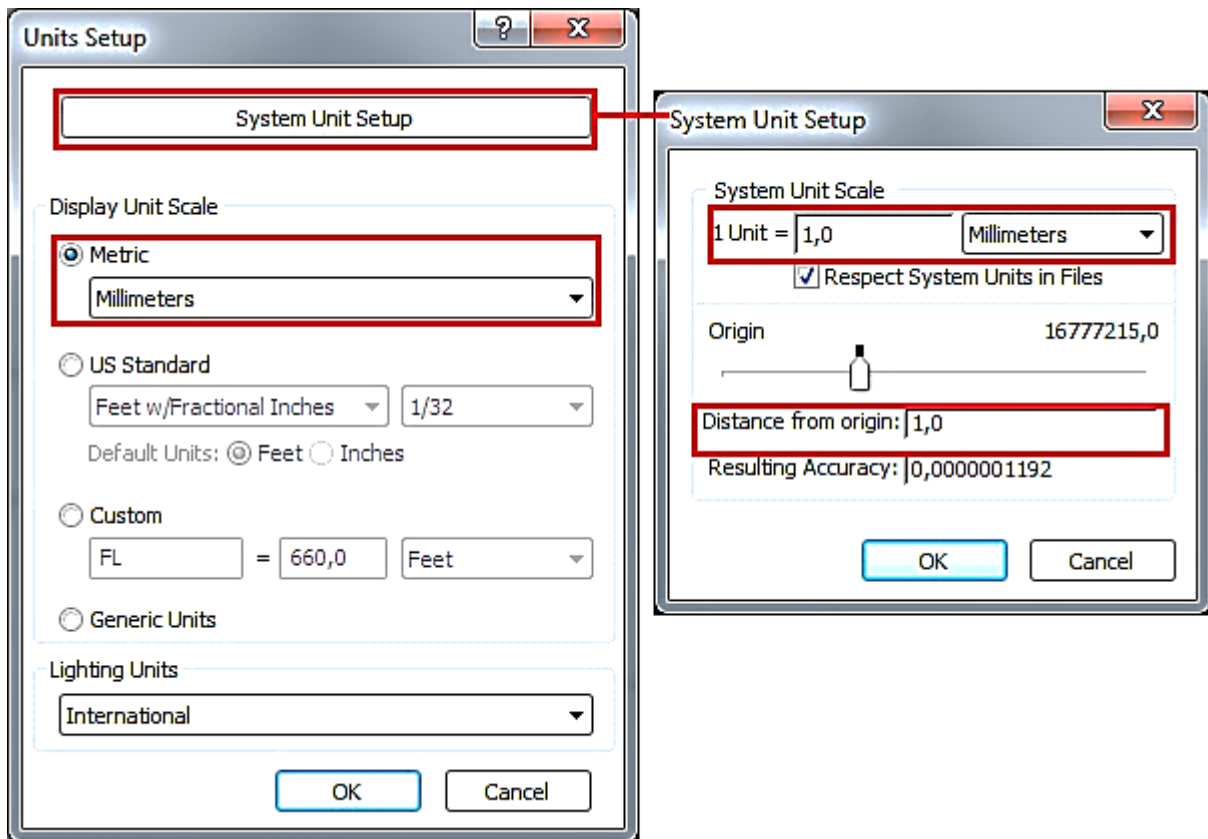 Units Setup
System Unit Setup
Display Unit Scale
Metric
Millimeters
US Standard
Feet w/Fractional Inches 1/32
Default Units: Feet Inches
Custom
FL = 660,0 Feet
Generic Units
Lighting Units
International
OK Cancel
System Unit Setup
System Unit Scale
1 Unit = 1,0 Millimeters
Respect System Units in Files
Origin 16777215,0
Distance from origin: 1,0
Resulting Accuracy: 0,0000001192
OK Cancel